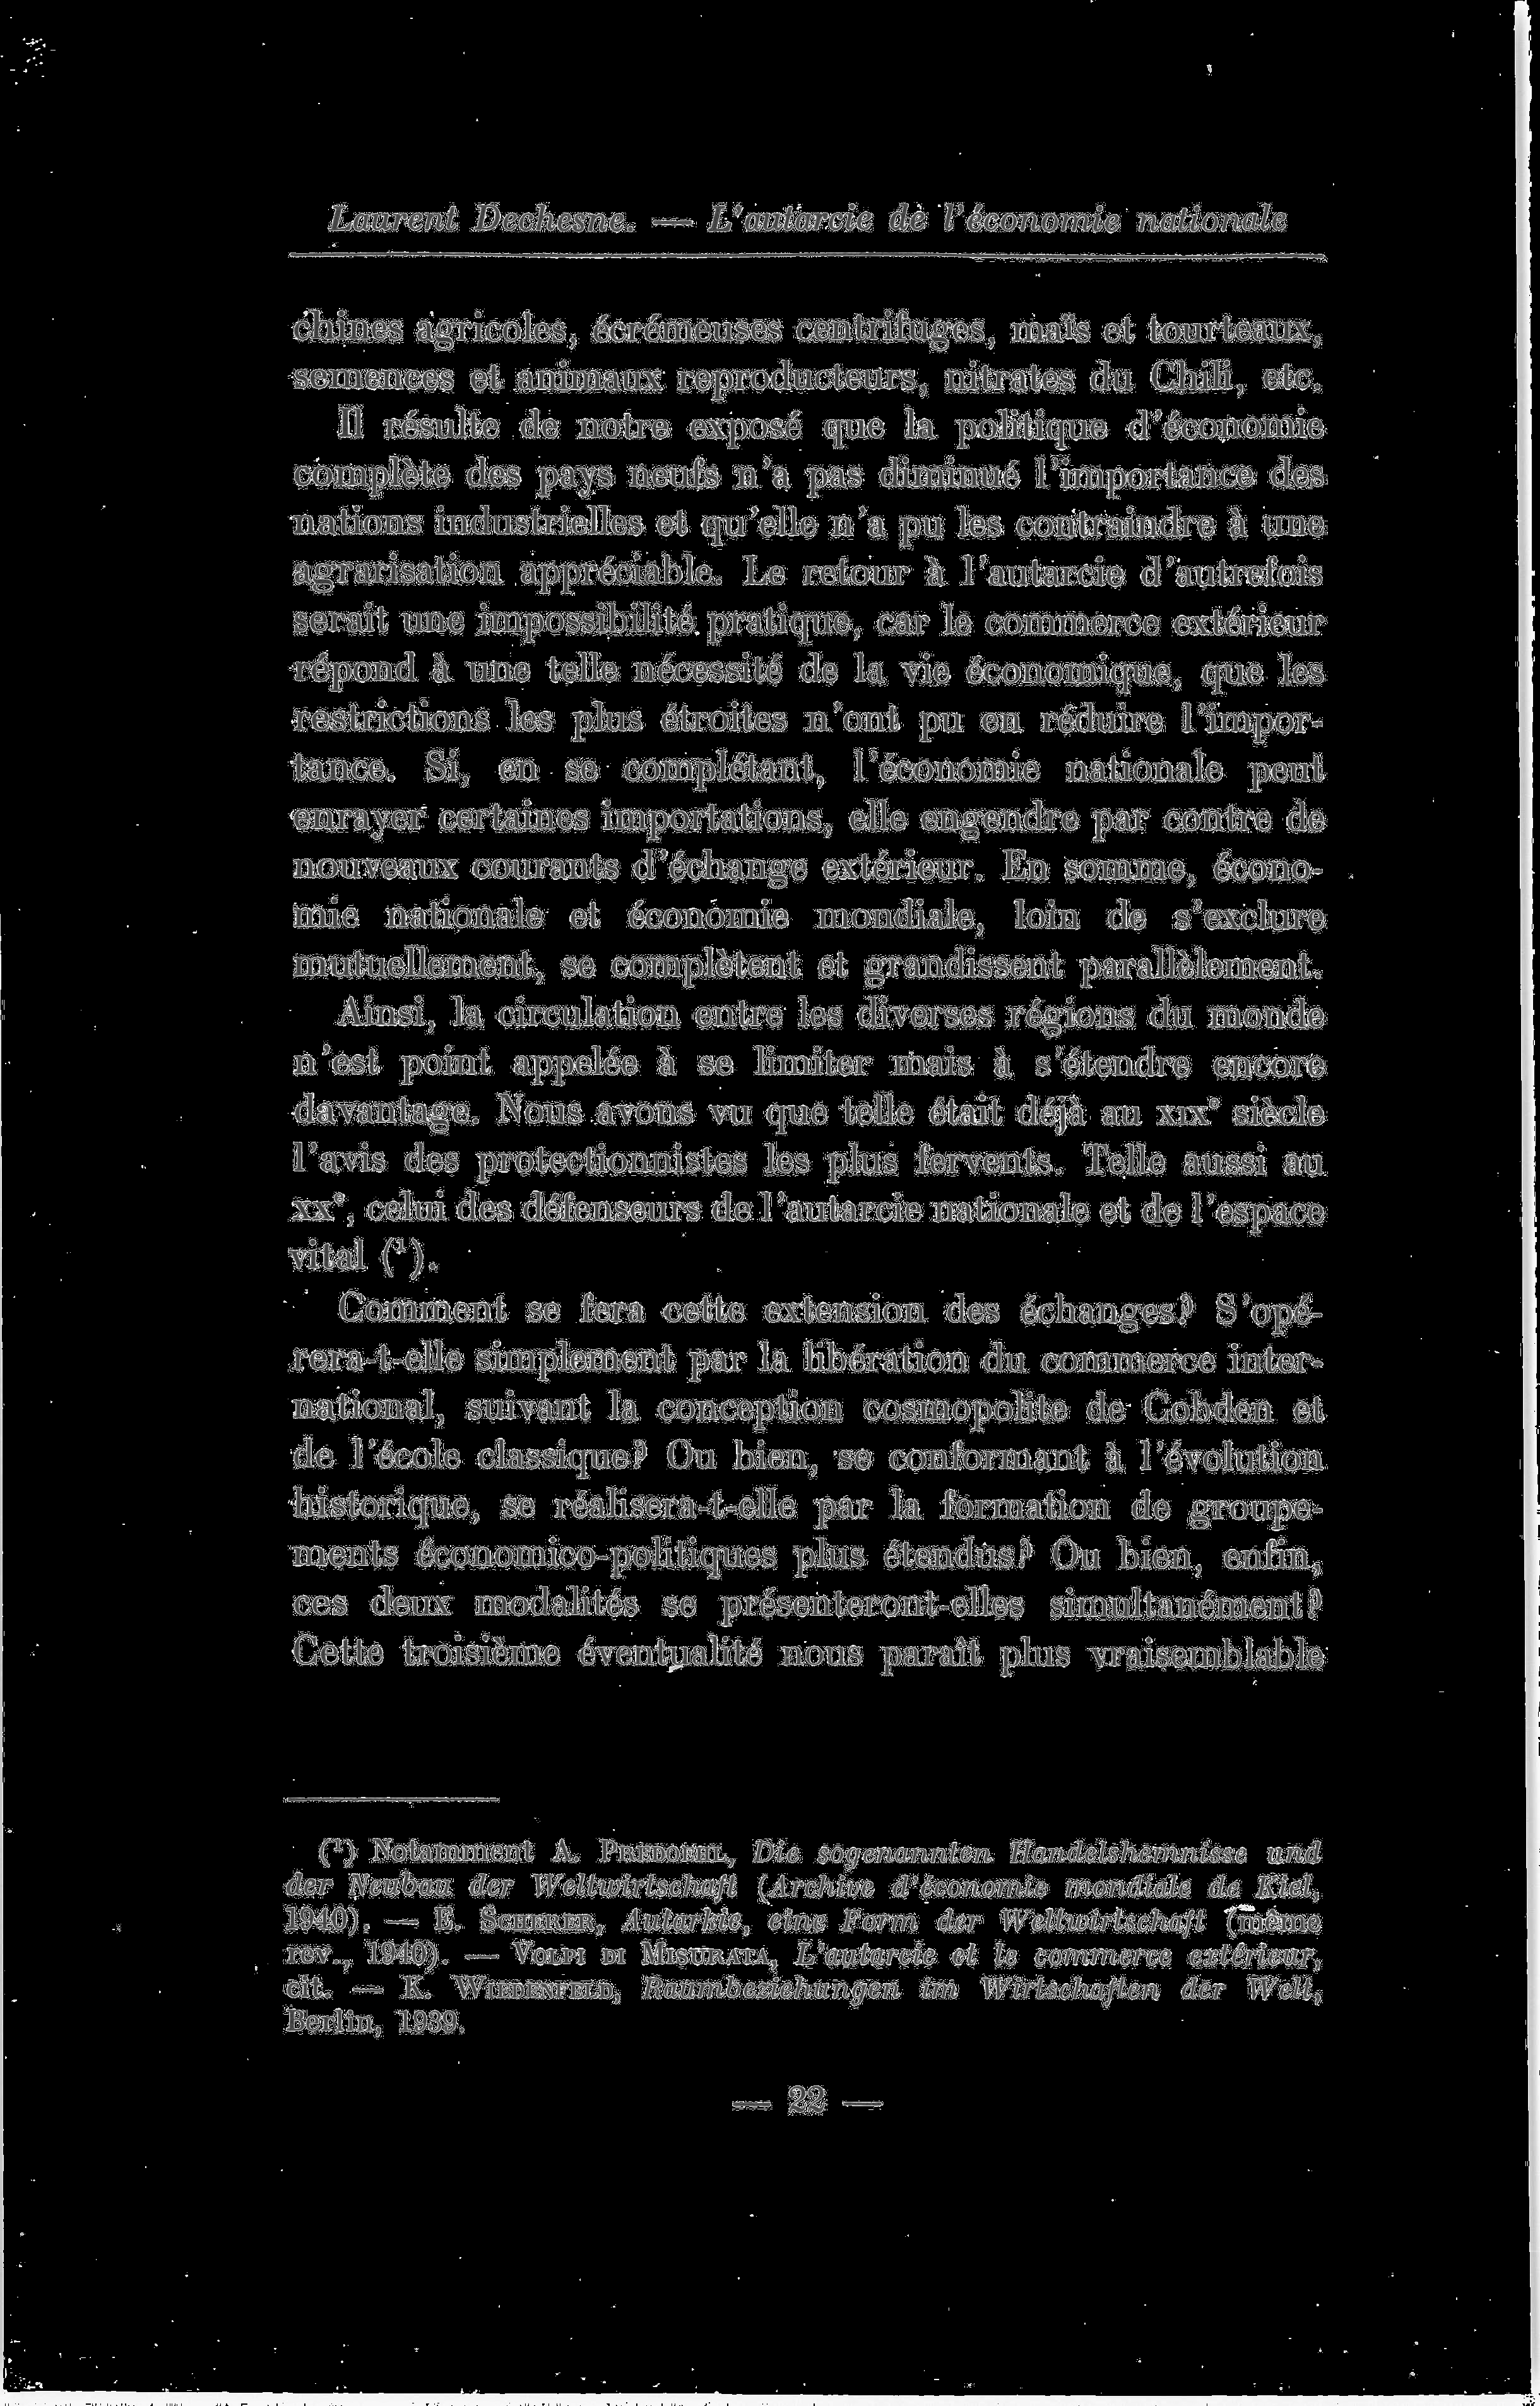 Laurent Dechesne. — L'autarcie de l'économie nationale
chines agricoles, écrémeuses centrifuges, maïs et tourteaux,
semences et animaux reproducteurs, nitrates du Chili, etc.
Il résulte de notre exposé que la politique d'économie
complète des pays neufs n'a pas diminué l'importance des
nations industrielles et qu'elle n'a pu les contraindre à une
agrarisation appréciable. Le retour à l'autarcie d'autrefois
serait une impossibilité pratique, car le commerce extérieur
répond à une telle nécessité de la vie économique, que les
restrictions les plus étroites n'ont pu en réduire l'impor-
tance. Si, en se complétant, l'économie nationale peut
enrayer certaines importations, elle engendre par contre de
nouveaux courants d'échange extérieur. En somme, écono-
mie nationale et économie mondiale, loin de s'exclure
mutuellement, se complètent et grandissent parallèlement.
Ainsi, la circulation entre les diverses régions du monde
n'est point appelée à se limiter mais à s'étendre encore
davantage. Nous avons vu que telle était déjà au XIXe siècle
l'avis des protectionnistes les plus fervents. Telle aussi au
XXe, celui des défenseurs de l'autarcie nationale et de l'espace
vital (1).
Comment se fera cette extension des échanges? S'opé-
rera-t-elle simplement par la libération du commerce inter-
national, suivant la conception cosmopolite de Cobden et
de l'école classique? Ou bien, se conformant à l'évolution
historique, se réalisera-t-elle par la formation de groupe-
ments économico-politiques plus étendus? Ou bien, enfin,
ces deux modalités se présenteront-elles simultanément?
Cette troisième éventualité nous paraît plus vraisemblable
(1) Notamment A. PREDOEHL, Die sogenannten Handelshemnisse und
der Neubau der Weltwirtschaft (Archive d'économie mondiale de Kiel,
1940). — E. SCHERER, Autarkie, eine Form der Weltwirtschaft (même
rev., 1940). — VOLPI DI MISURATA, L'autarcie et le commerce extérieur,
cit. — K. WIEDENFELD, Raumbeziehungen im Wirtschaften der Welt,
Berlin, 1939.
— 22 —